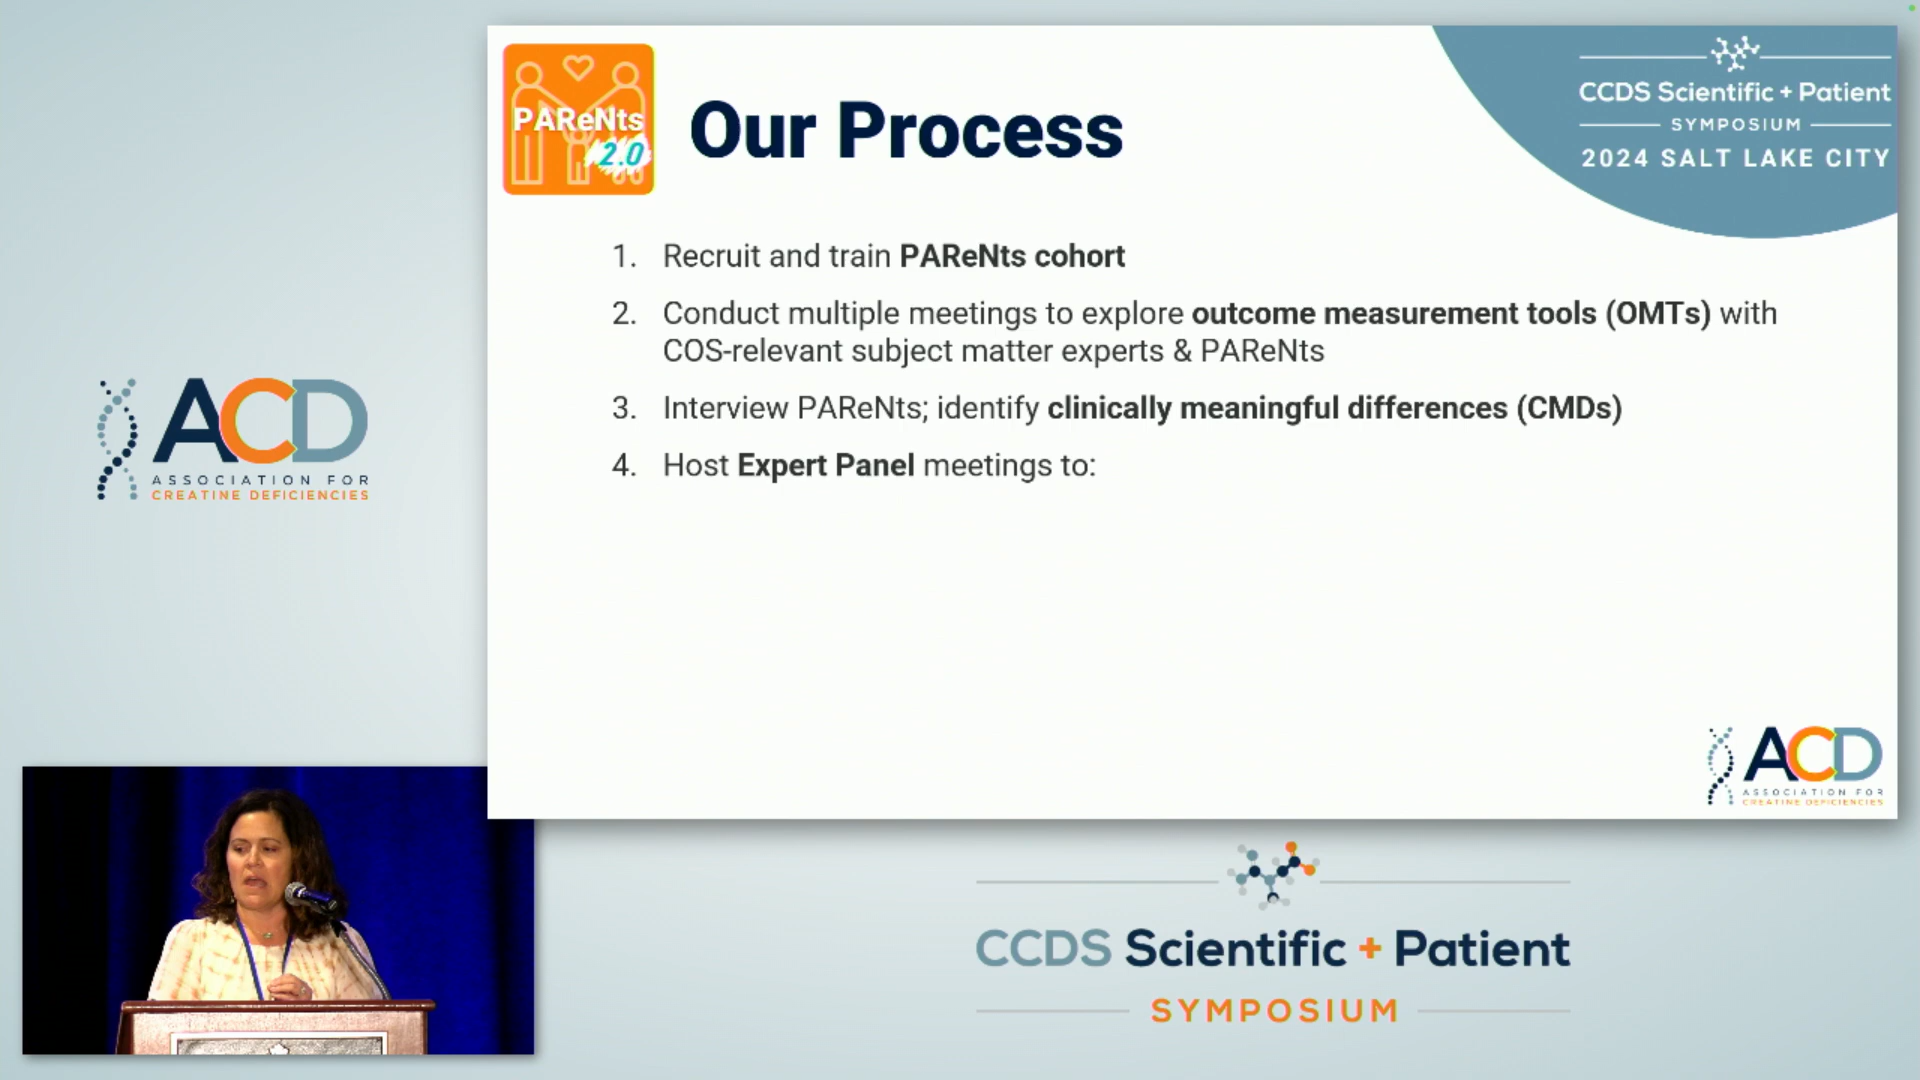 PAReNts
2.0
Our Process
CCDS Scientific + Patient
SYMPOSIUM
2024 SALT LAKE CITY
1. Recruit and train PAReNts cohort
2. Conduct multiple meetings to explore outcome measurement tools (OMTs) with
COS-relevant subject matter experts & PAReNts
3. Interview PAReNts; identify clinically meaningful differences (CMDs)
4. Host Expert Panel meetings to:
ACD
ASSOCIATION FOR
CREATINE DEFICIENCIES
ACD
ASSOCIATION FOR
CREATINE DEFICIENCIES
CCDS Scientific + Patient
SYMPOSIUM